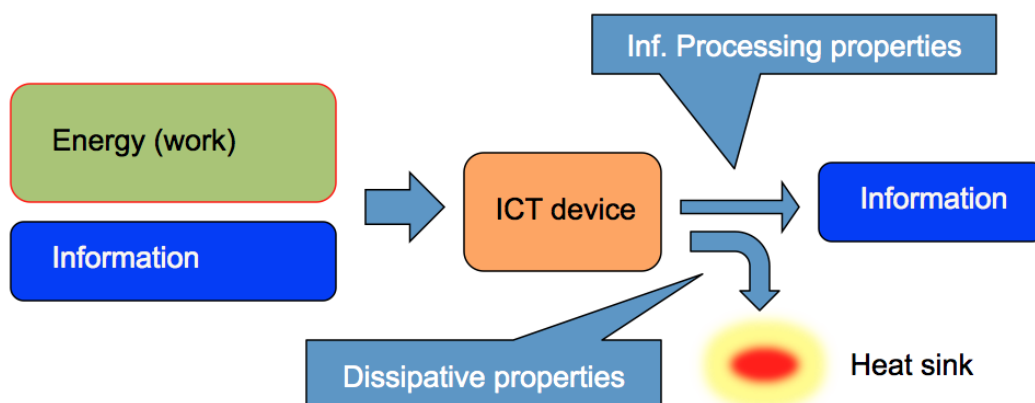 Inf. Processing properties
Energy (work)
ICT device
Information
Information
Heat sink
Dissipative properties